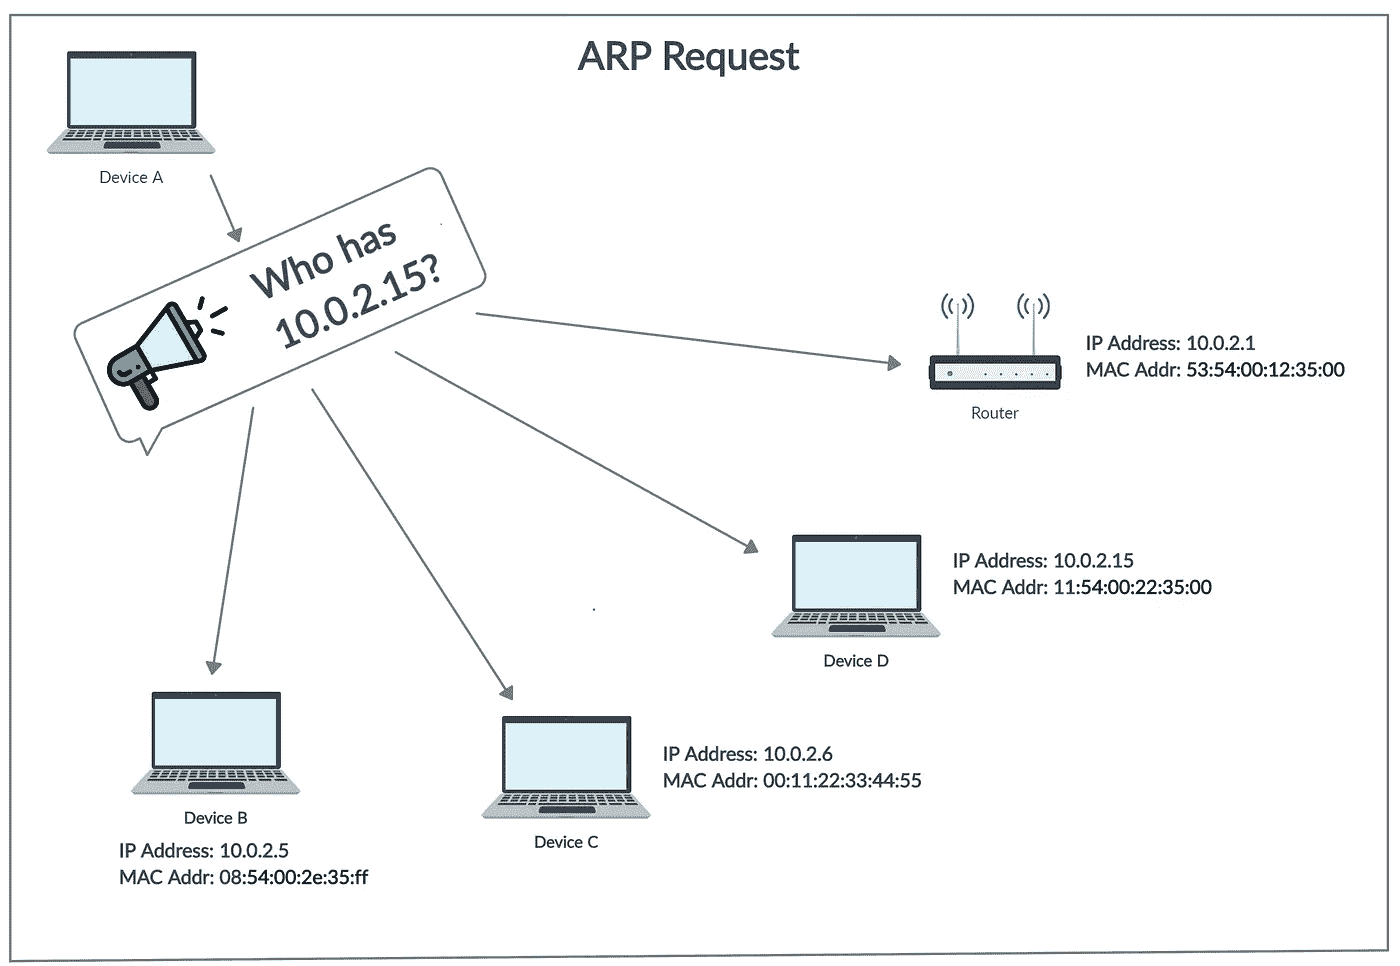 ARP Request
Device A
Who has
10.0.2.15?
IP Address: 10.0.2.1
MAC Addr: 53:54:00:12:35:00
Router
IP Address: 10.0.2.15
MAC Addr: 11:54:00:22:35:00
Device D
IP Address: 10.0.2.6
MAC Addr: 00:11:22:33:44:55
Device C
Device B
IP Address: 10.0.2.5
MAC Addr: 08:54:00:2e:35:ff